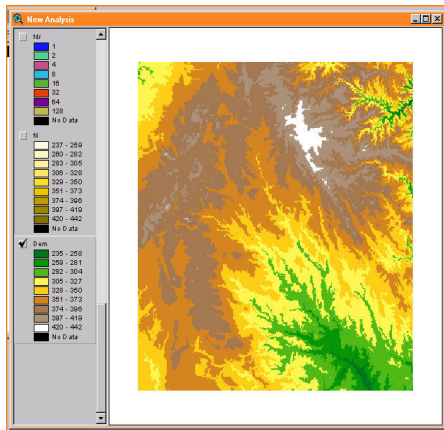 New Analysis
fdr
1
2
4
8
16
32
64
128
No Data
fil
237 - 259
260 - 282
283 - 305
306 - 328
329 - 350
351 - 373
374 - 396
397 - 419
420 - 442
No Data
Dem
235 - 258
259 - 281
282 - 304
305 - 327
328 - 350
351 - 373
374 - 396
397 - 419
420 - 442
No Data